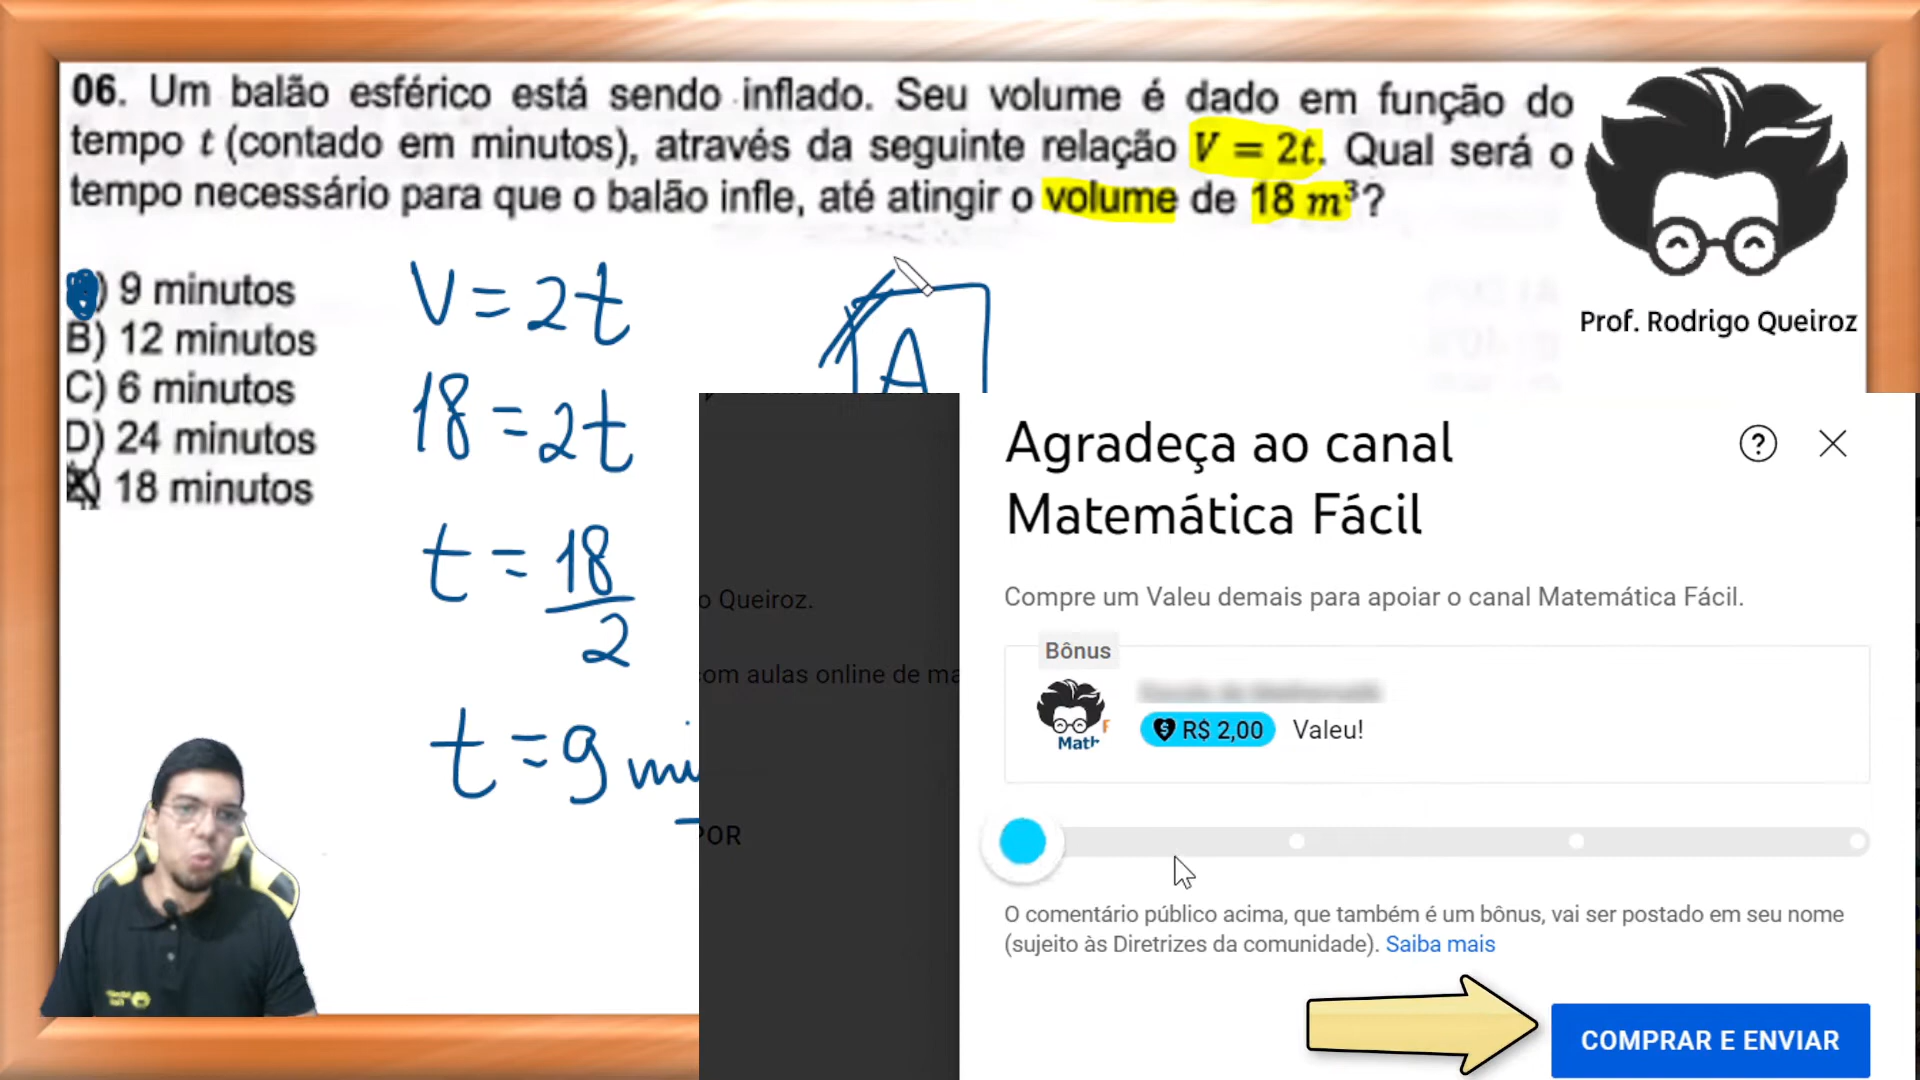 06. Um balão esférico está sendo inflado. Seu volume é dado em função do
tempo t (contado em minutos), através da seguinte relação V = 2t. Qual será o
tempo necessário para que o balão infle, até atingir o volume de 18 m³?
) 9 minutos
B) 12 minutos
C) 6 minutos
D) 24 minutos
) 18 minutos
V = 2t
18 = 2t
t = 18
2
t = 9 mi
A
Prof. Rodrigo Queiroz
o Queiroz.
om aulas online de ma
POR
Agradeça ao canal
Matemática Fácil
Compre um Valeu demais para apoiar o canal Matemática Fácil.
Bônus
Math F
R$ 2,00 Valeu!
O comentário público acima, que também é um bônus, vai ser postado em seu nome
(sujeito às Diretrizes da comunidade). Saiba mais
COMPRAR E ENVIAR